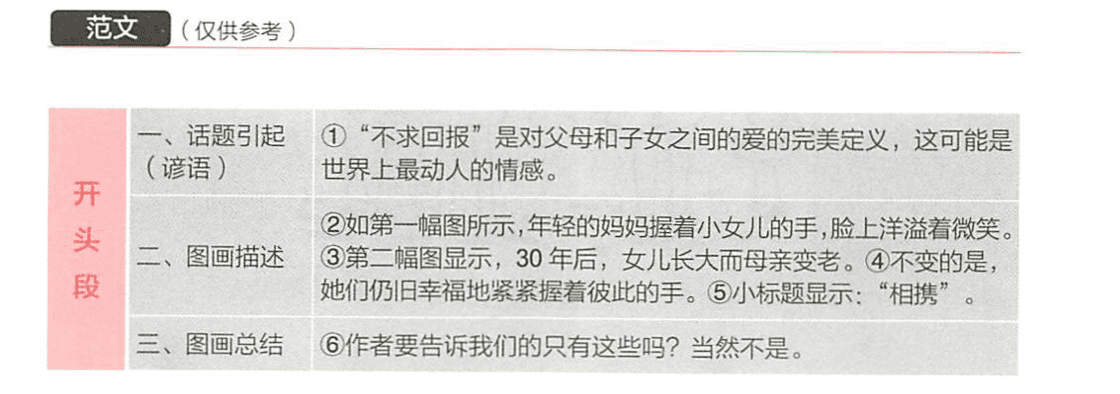 范文（仅供参考）
开头段
一、话题引起
（谚语）
①“不求回报”是对父母和子女之间的爱的完美定义，这可能是
世界上最动人的情感。
二、图画描述
②如第一幅图所示，年轻的妈妈握着小女儿的手，脸上洋溢着微笑。
③第二幅图显示，30 年后，女儿长大而母亲变老。④不变的是，
她们仍旧幸福地紧紧握着彼此的手。⑤小标题显示：“相携”。
三、图画总结
⑥作者要告诉我们的只有这些吗？当然不是。